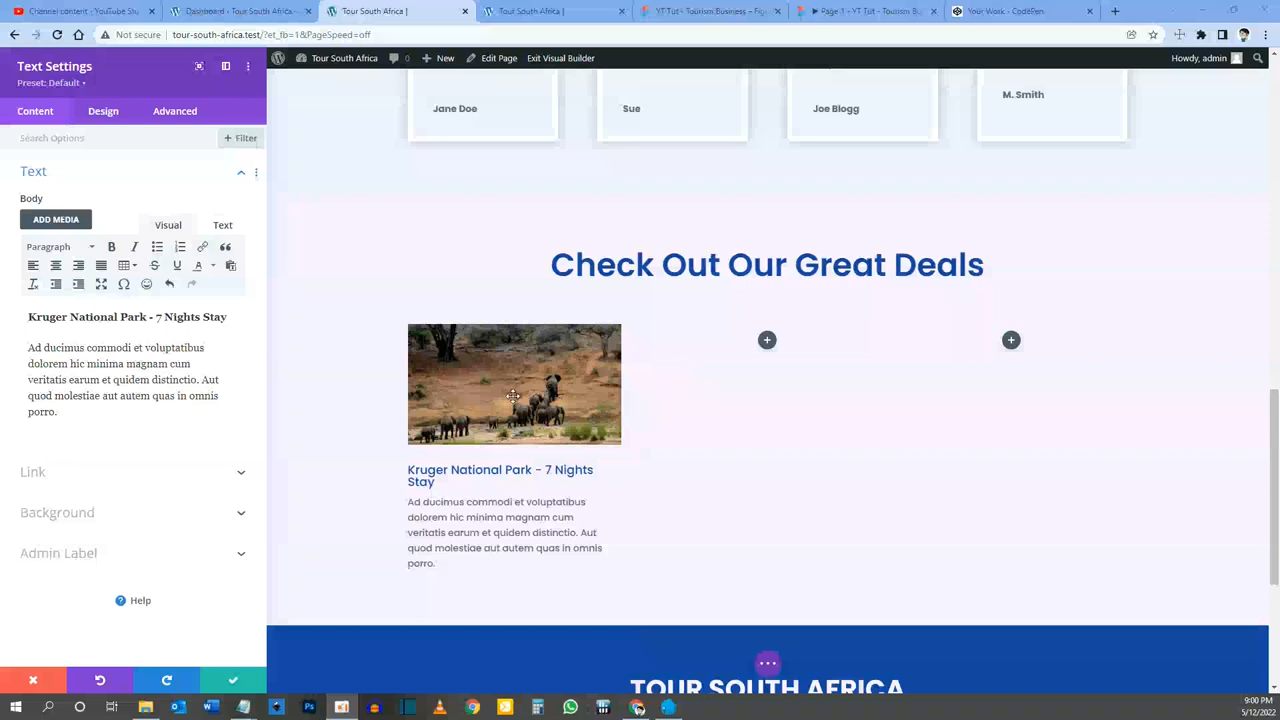 YouTube Stu
Dashboard - Tour South Africa
Tour South Africa |
Tour South Africa |
YT Tut - Tourism Business – Fig
Page 1 - YT Tut - Tourism Bu
Your Work - CodePen
Not secure
tour-south-africa.test/?et_fb=1&PageSpeed=off
Text Settings
Preset: Default
Tour South Africa
0
New
Edit Page
Exit Visual Builder
Howdy, admin
Content
Design
Advanced
Search Options
+ Filter
Text
Body
ADD MEDIA
Visual
Text
Paragraph
B
I
Kruger National Park - 7 Nights Stay
Ad ducimus commodi et voluptatibus
dolorem hic minima magnam cum
veritatis earum et quidem distinctio. Aut
quod molestiae aut autem quas in omnis
porro.
Link
Background
Admin Label
Help
Jane Doe
Sue
Joe Blogg
M. Smith
Check Out Our Great Deals
Kruger National Park – 7 Nights
Stay
Ad ducimus commodi et voluptatibus
dolorem hic minima magnam cum
veritatis earum et quidem distinctio. Aut
quod molestiae aut autem quas in omnis
porro.
TOUR SOUTH AFRICA
9:00 PM
5/12/2022